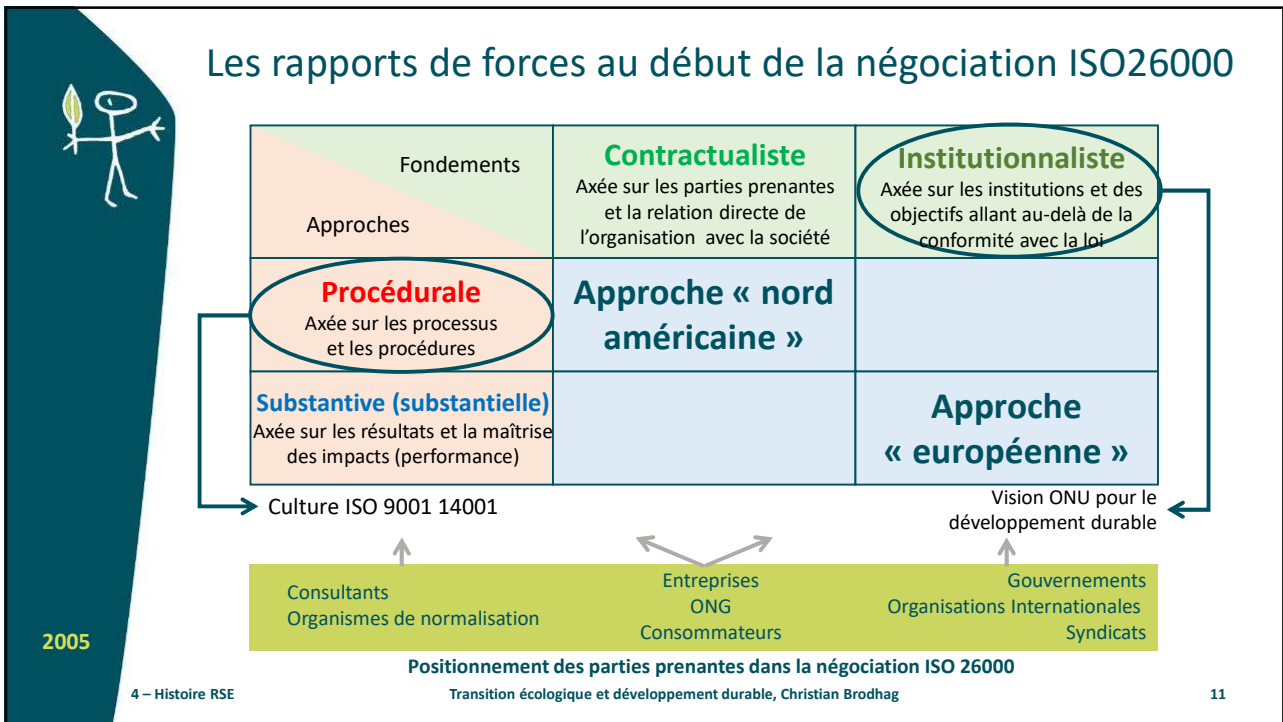 Les rapports de forces au début de la négociation ISO26000
Fondements
Approches
Contractualiste
Axée sur les parties prenantes
et la relation directe de
l'organisation avec la société
Institutionnaliste
Axée sur les institutions et des
objectifs allant au-delà de la
conformité avec la loi
Procédurale
Axée sur les processus
et les procédures
Approche « nord
américaine »
Substantive (substantielle)
Axée sur les résultats et la maîtrise
des impacts (performance)
Approche
« européenne »
Culture ISO 9001 14001
Vision ONU pour le
développement durable
Consultants
Organismes de normalisation
Entreprises
ONG
Consommateurs
Gouvernements
Organisations Internationales
Syndicats
2005
Positionnement des parties prenantes dans la négociation ISO 26000
4 – Histoire RSE
Transition écologique et développement durable, Christian Brodhag
11